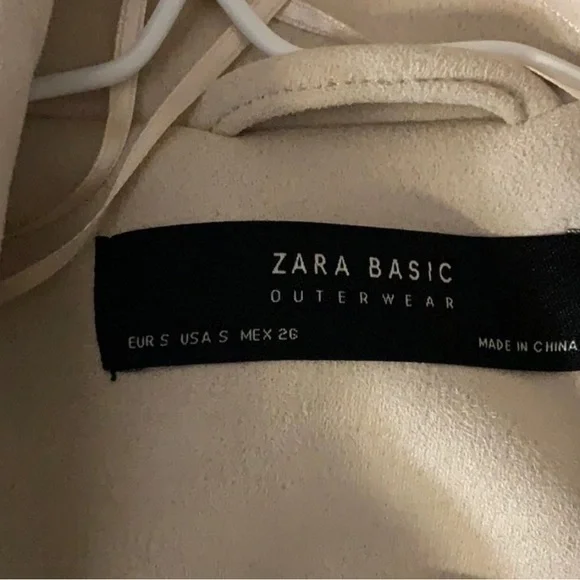 ZARA BASIC
OUTERWEAR
EUR S USA S MEX 26
MADE IN CHINA